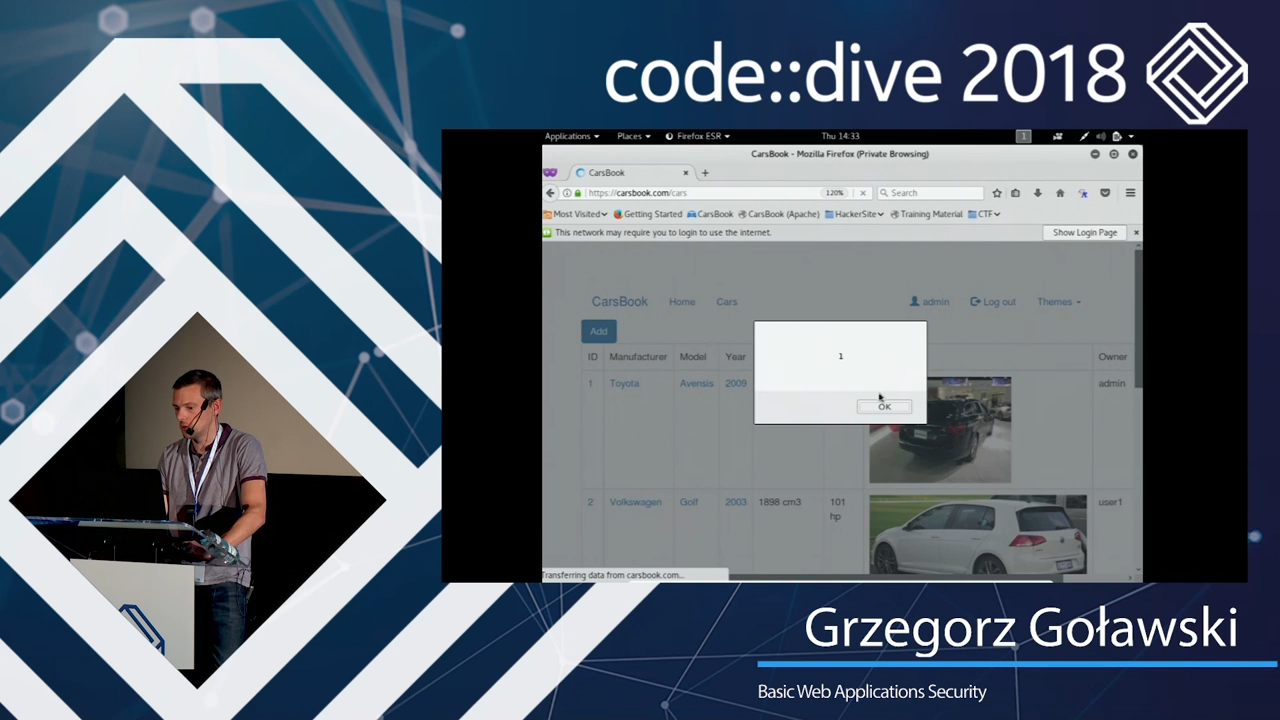 code::dive 2018
Applications Places Firefox ESR Thu 14:33 1
CarsBook - Mozilla Firefox (Private Browsing)
CarsBook
https://carsbook.com/cars 120% Search
Most Visited Getting Started CarsBook CarsBook (Apache) HackerSite Training Material CTF
This network may require you to login to use the internet. Show Login Page
CarsBook Home Cars admin Log out Themes
Add
ID Manufacturer Model Year Owner
1
1 Toyota Avensis 2009 admin
OK
2 Volkswagen Golf 2003 1898 cm3 101 hp user1
Transferring data from carsbook.com...
Grzegorz Goławski
Basic Web Applications Security